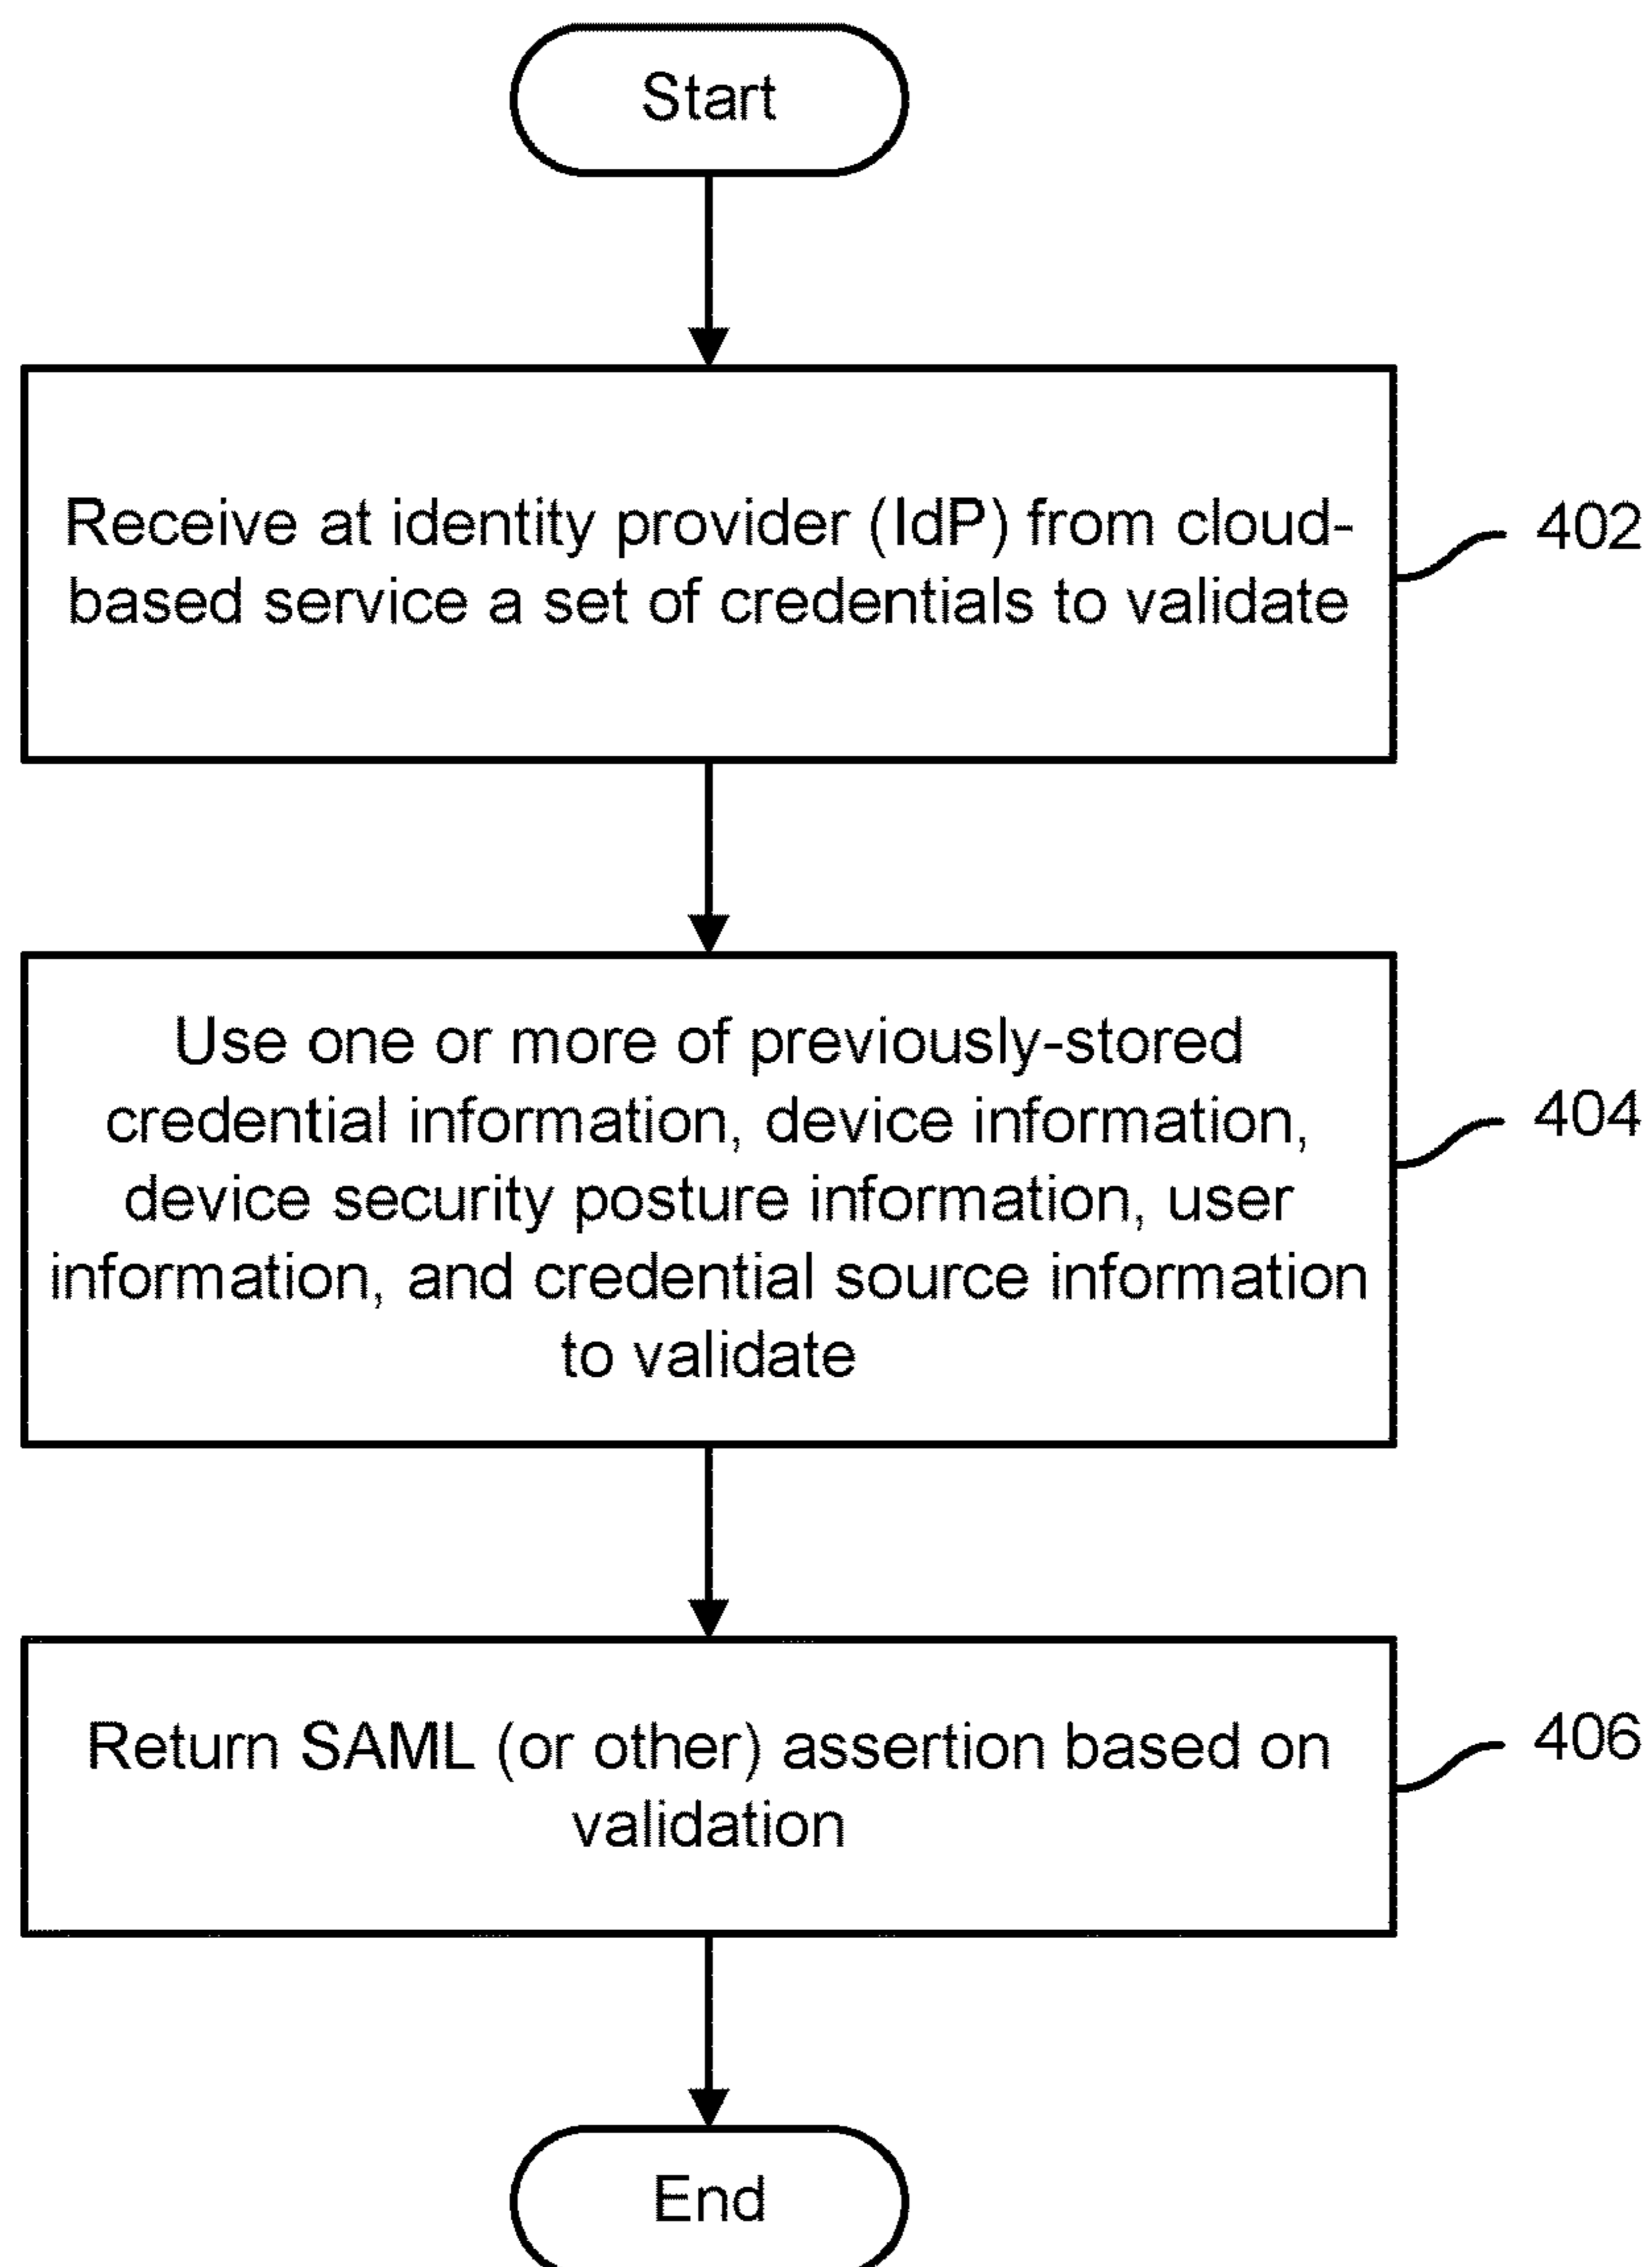 Start
Receive at identity provider (IdP) from cloud-
based service a set of credentials to validate
402
Use one or more of previously-stored
credential information, device information,
device security posture information, user
information, and credential source information
to validate
404
Return SAML (or other) assertion based on
validation
406
End